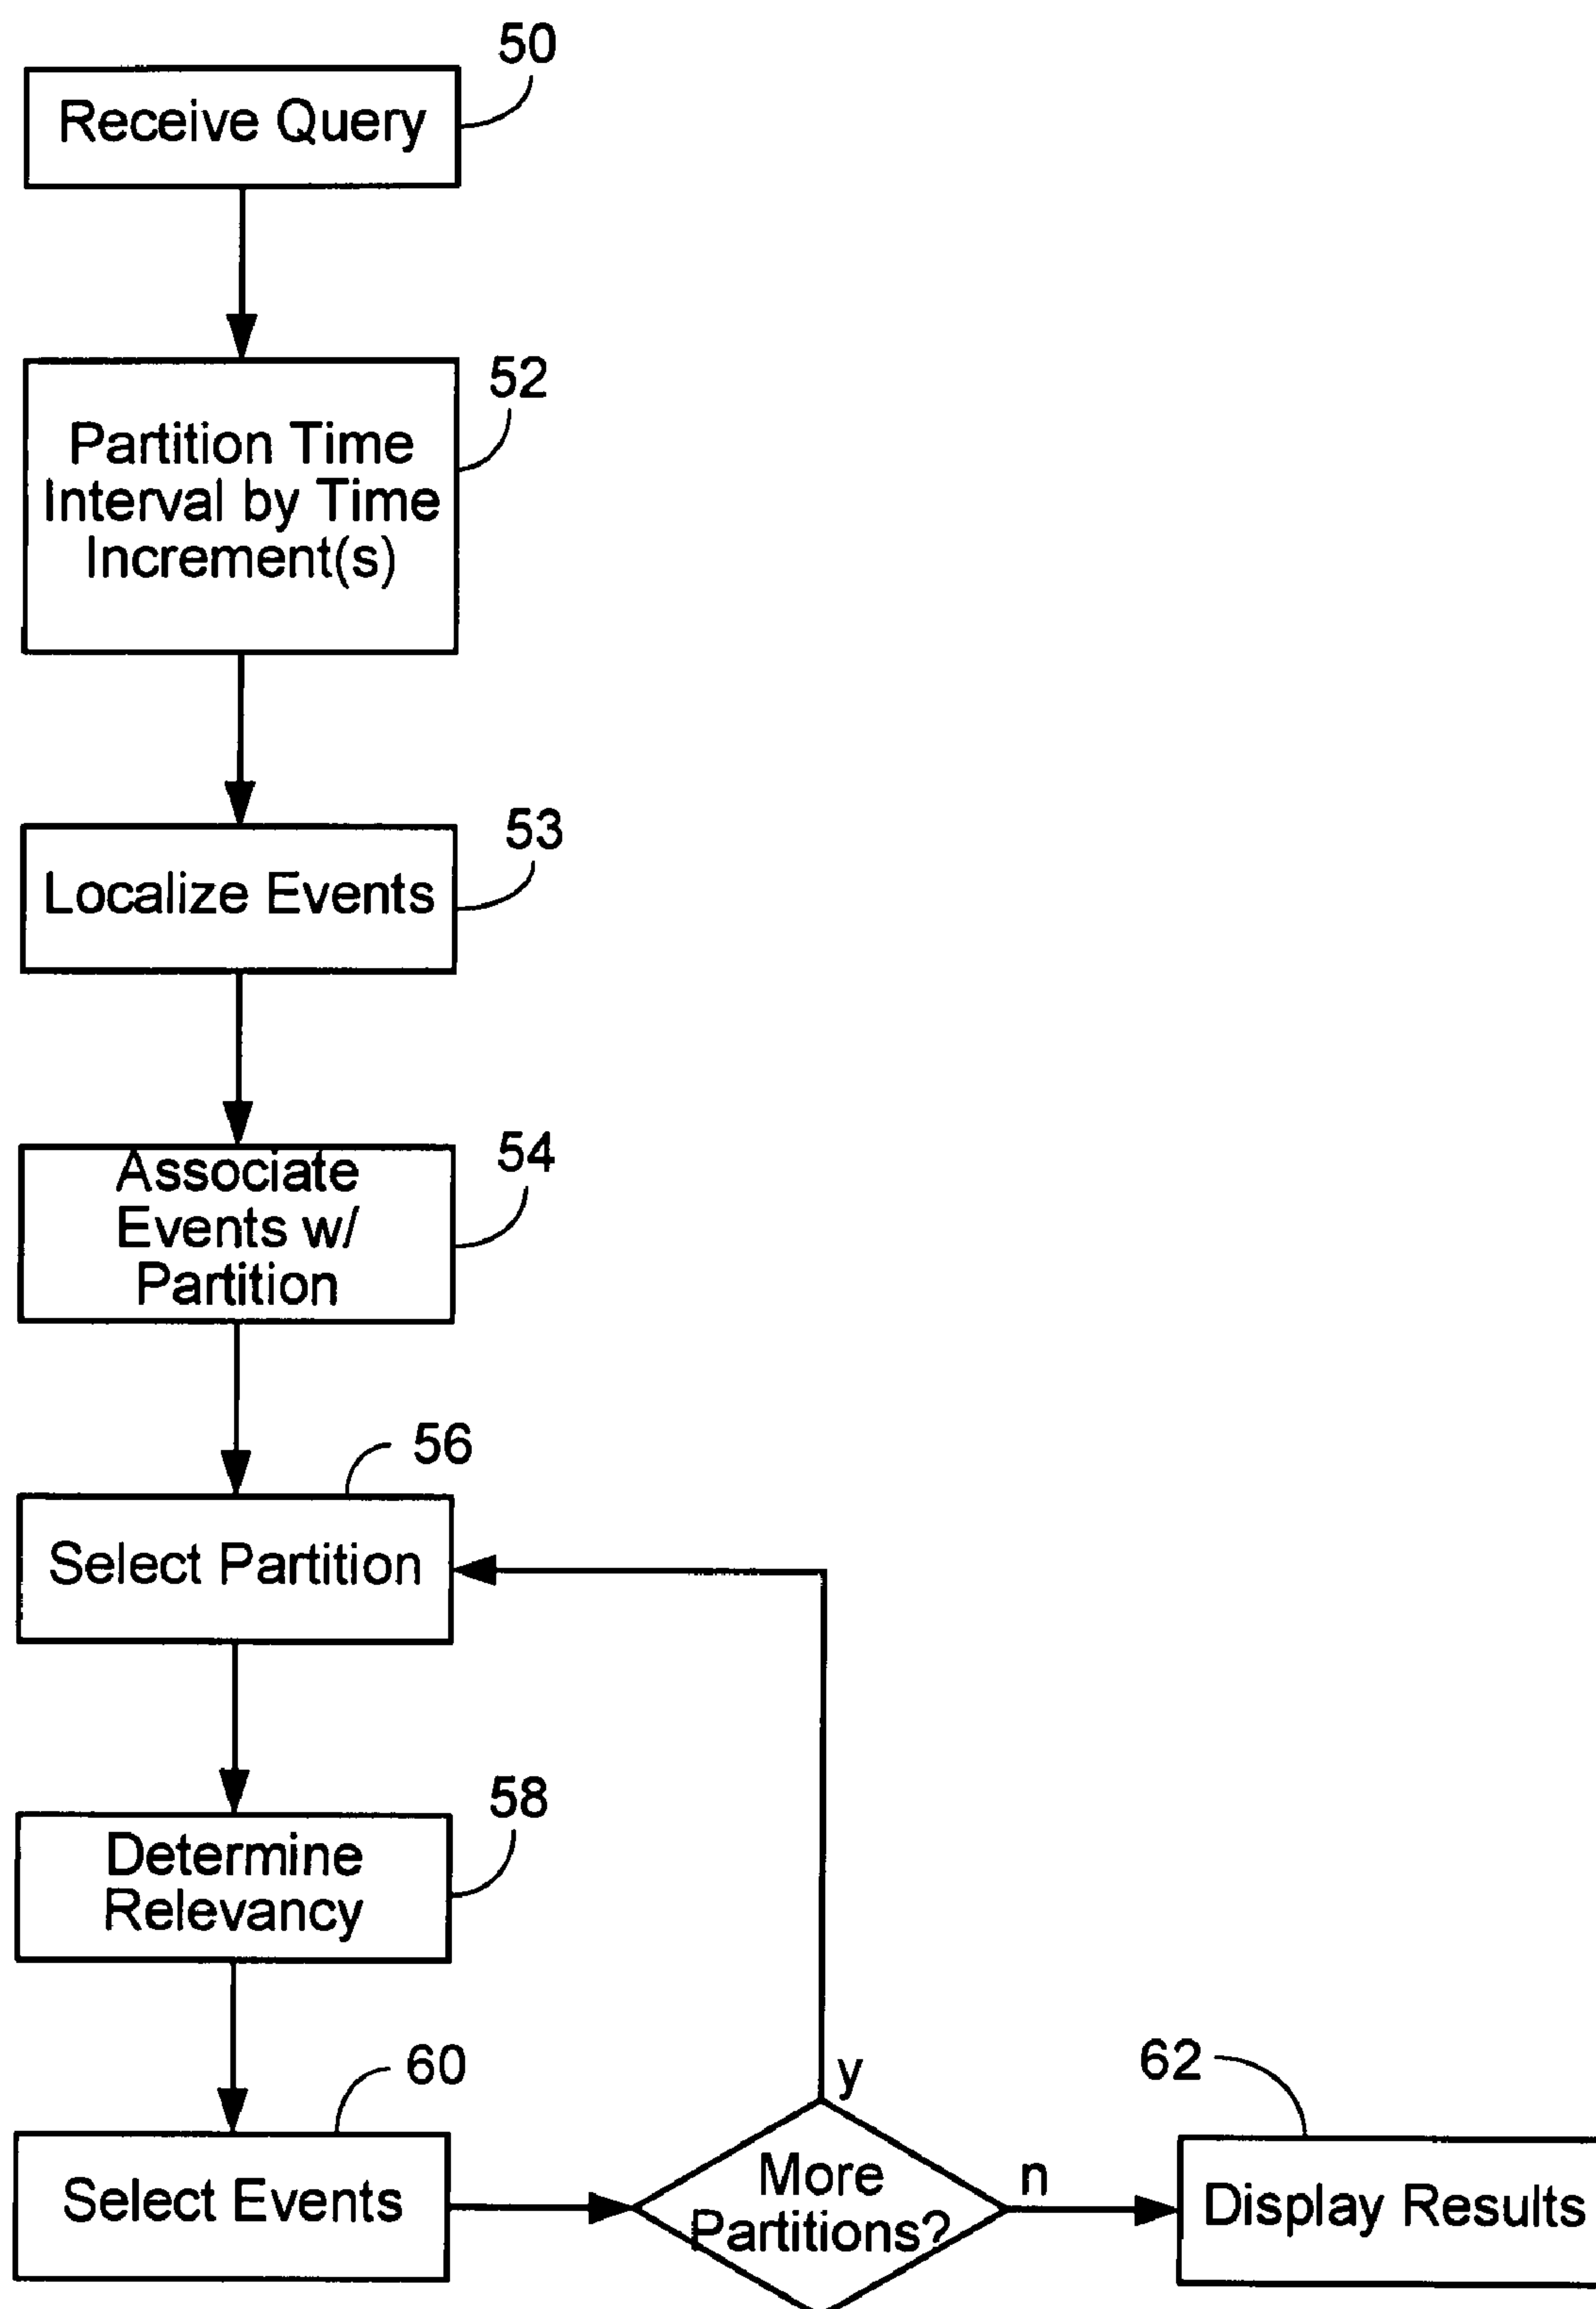 50
Receive Query
52
Partition Time
Interval by Time
Increment(s)
53
Localize Events
54
Associate
Events w/
Partition
56
Select Partition
58
Determine
Relevancy
60
Select Events
y
More
Partitions?
n
62
Display Results